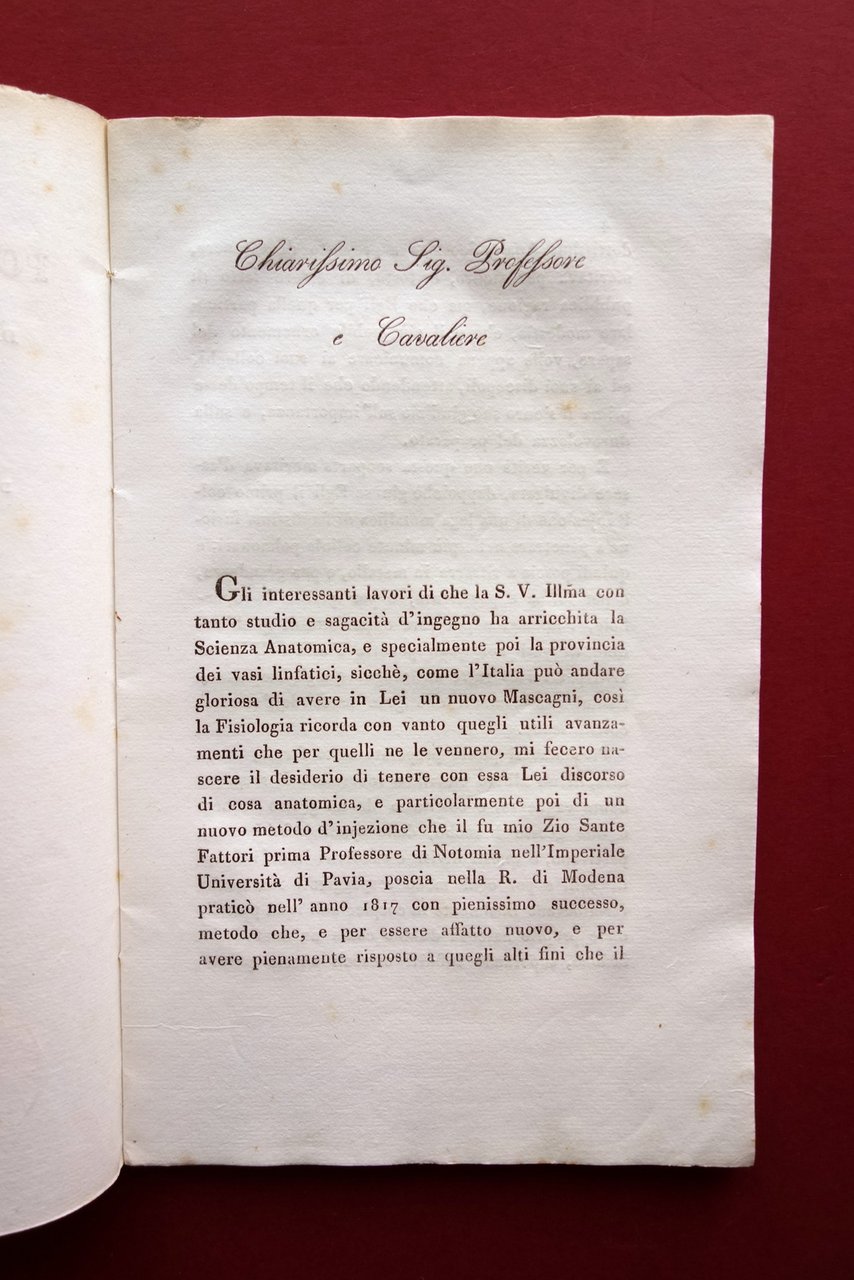 Chiariſsimo Sig. Profeſsore
e Cavaliere
Gli interessanti lavori di che la S. V. Illm̃a con
tanto studio e sagacità d'ingegno ha arricchita la
Scienza Anatomica, e specialmente poi la provincia
dei vasi linfatici, sicchè, come l'Italia può andare
gloriosa di avere in Lei un nuovo Mascagni, così
la Fisiologia ricorda con vanto quegli utili avanza-
menti che per quelli ne le vennero, mi fecero na-
scere il desiderio di tenere con essa Lei discorso
di cosa anatomica, e particolarmente poi di un
nuovo metodo d'injezione che il fu mio Zio Sante
Fattori prima Professore di Notomia nell'Imperiale
Università di Pavia, poscia nella R. di Modena
praticò nell' anno 1817 con pienissimo successo,
metodo che, e per essere affatto nuovo, e per
avere pienamente risposto a quegli alti fini che il